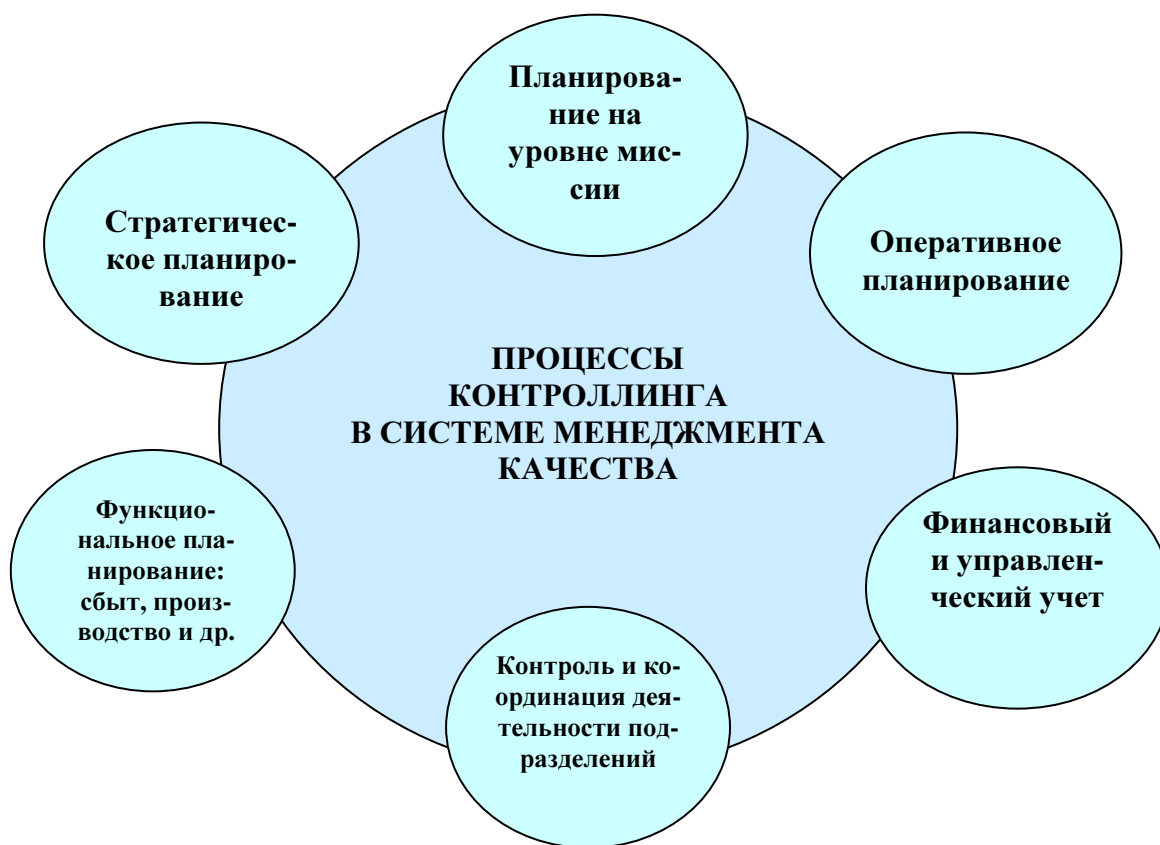 Планирова-
ние на
уровне мис-
сии
Стратегичес-
кое планиро-
вание
Оперативное
планирование
ПРОЦЕССЫ
КОНТРОЛЛИНГА
В СИСТЕМЕ МЕНЕДЖМЕНТА
КАЧЕСТВА
Функцио-
нальное пла-
нирование:
сбыт, произ-
водство и др.
Финансовый
и управлен-
ческий учет
Контроль и ко-
ординация дея-
тельности под-
разделений